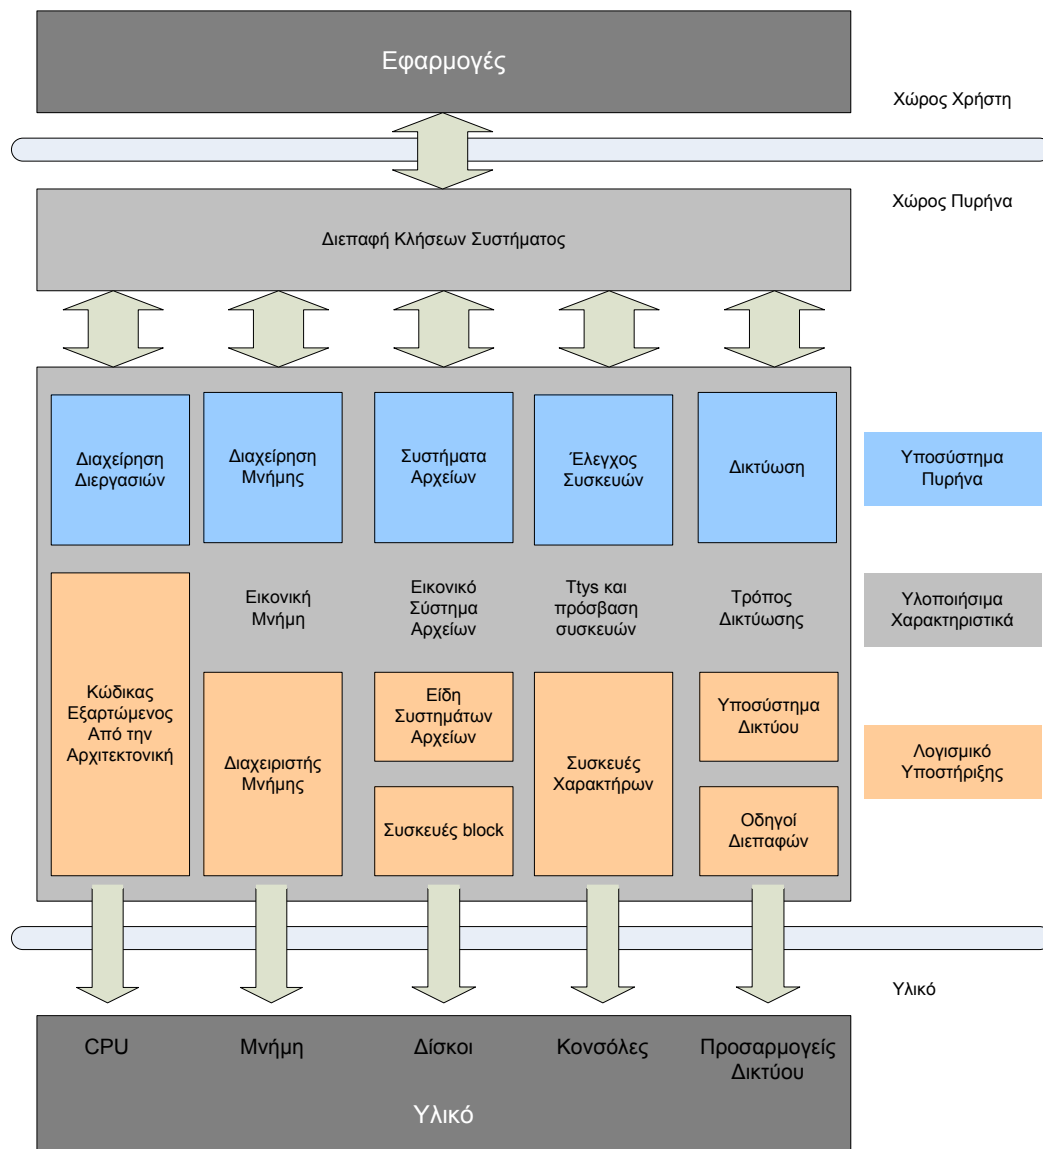 Εφαρμογές
Χώρος Χρήστη
Χώρος Πυρήνα
Διεπαφή Κλήσεων Συστήματος
Διαχείρηση
Διεργασιών
Διαχείρηση
Μνήμης
Συστήματα
Αρχείων
Έλεγχος
Συσκευών
Δικτύωση
Υποσύστημα
Πυρήνα
Εικονική
Μνήμη
Εικονικό
Σύστημα
Αρχείων
Ttys και
πρόσβαση
συσκευών
Τρόπος
Δικτύωσης
Υλοποιήσιμα
Χαρακτηριστικά
Κώδικας
Εξαρτώμενος
Από την
Αρχιτεκτονική
Διαχειριστής
Μνήμης
Είδη
Συστημάτων
Αρχείων
Συσκευές block
Συσκευές
Χαρακτήρων
Υποσύστημα
Δικτύου
Οδηγοί
Διεπαφών
Λογισμικό
Υποστήριξης
Υλικό
CPU
Μνήμη
Δίσκοι
Κονσόλες
Προσαρμογείς
Δικτύου
Υλικό